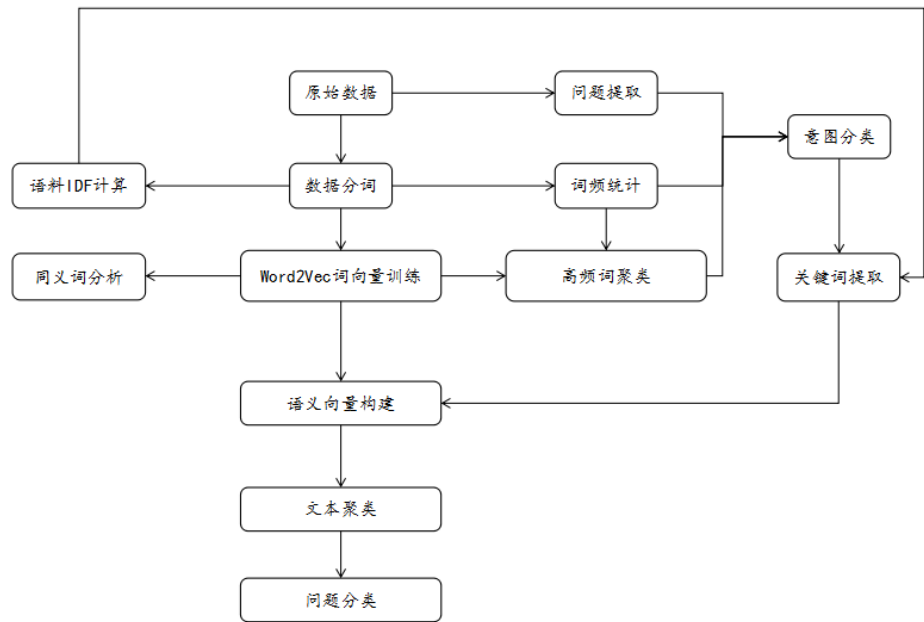 原始数据
问题提取
意图分类
语料IDF计算
数据分词
词频统计
同义词分析
Word2Vec词向量训练
高频词聚类
关键词提取
语义向量构建
文本聚类
问题分类